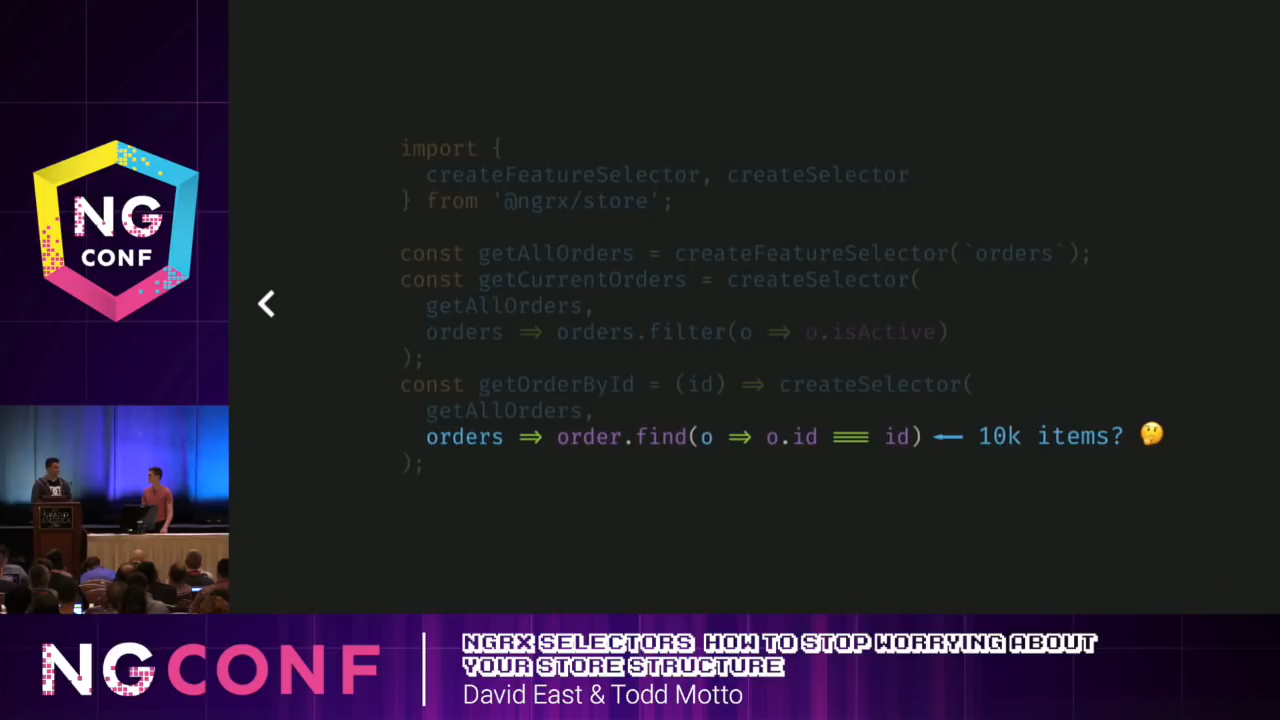 NG
CONF
import {
createFeatureSelector, createSelector
} from '@ngrx/store';
const getAllOrders = createFeatureSelector(`orders`);
const getCurrentOrders = createSelector(
getAllOrders,
orders => orders.filter(o => o.isActive)
);
const getOrderById = (id) => createSelector(
getAllOrders,
orders => order.find(o => o.id === id) ⟵ 10k items? 🤔
);
NGCONF
NGRX SELECTORS HOW TO STOP WORRYING ABOUT
YOUR STORE STRUCTURE
David East & Todd Motto